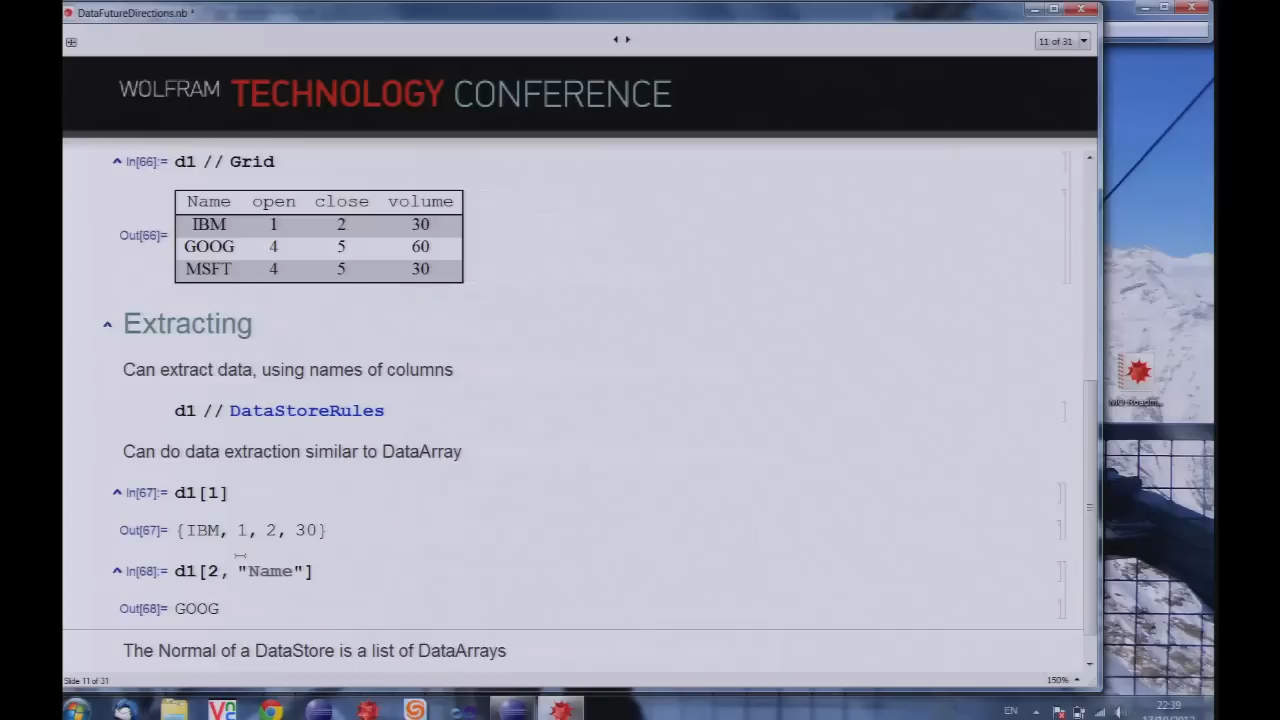 DataFutureDirections.nb *
11 of 31
WOLFRAM TECHNOLOGY CONFERENCE
In[66]:= d1 // Grid
Out[66]=
Name open close volume
IBM 1 2 30
GOOG 4 5 60
MSFT 4 5 30
Extracting
Can extract data, using names of columns
d1 // DataStoreRules
Can do data extraction similar to DataArray
In[67]:= d1[1]
Out[67]= {IBM, 1, 2, 30}
In[68]:= d1[2, "Name"]
Out[68]= GOOG
The Normal of a DataStore is a list of DataArrays
Slide 11 of 31
150%
EN
22:39